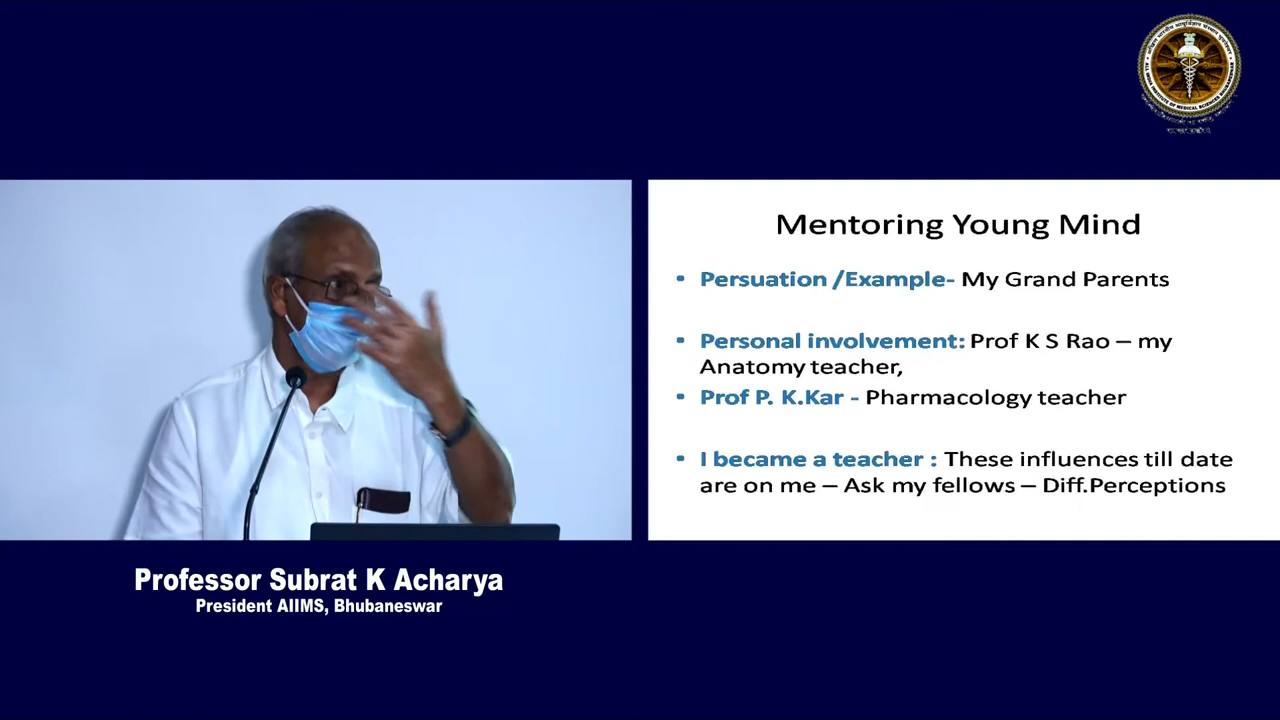 Mentoring Young Mind
• Persuation /Example- My Grand Parents
• Personal involvement: Prof K S Rao – my
Anatomy teacher,
• Prof P. K.Kar - Pharmacology teacher
• I became a teacher : These influences till date
are on me – Ask my fellows – Diff.Perceptions
Professor Subrat K Acharya
President AIIMS, Bhubaneswar